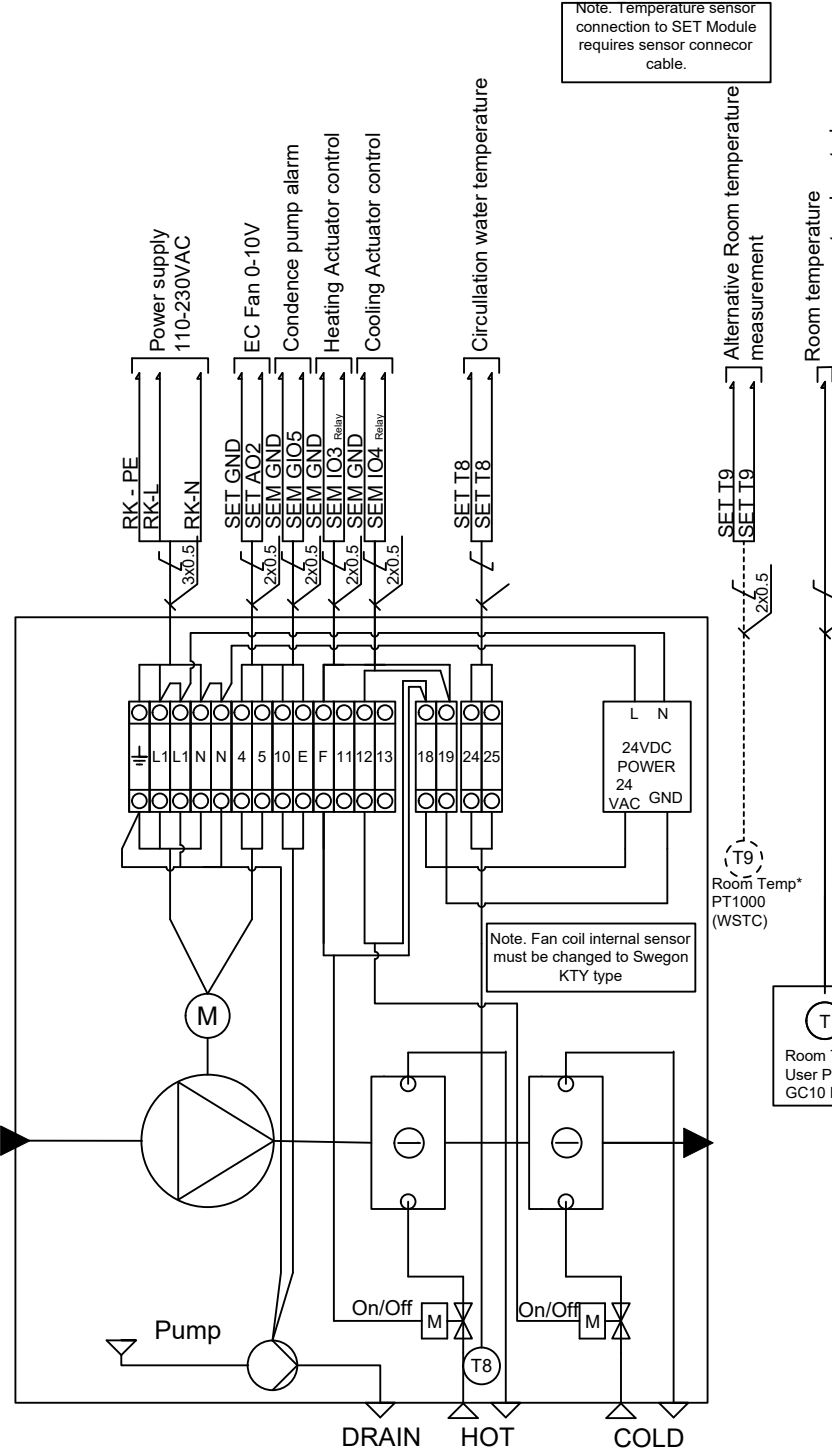 Note. Temperature sensor
connection to SET Module
requires sensor connecor
cable.
Power supply
110-230VAC
EC Fan 0-10V
Condence pump alarm
Heating Actuator control
Cooling Actuator control
Circullation water temperature
Alternative Room temperature
measurement
Room temperature
RK - PE
RK-L
RK-N
SET GND
SET AO2
SEM GND
SEM GIO5
SEM GND
SEM IO3 Relay
SEM GND
SEM IO4 Relay
SET T8
SET T8
SET T9
SET T9
3x0.5
2x0.5
2x0.5
2x0.5
2x0.5
2x0.5
L1 L1 N N 4 5 10 E F 11 12 13 18 19 24 25
L N
24VDC
POWER
24
VAC GND
T9
Room Temp*
PT1000
(WSTC)
Note. Fan coil internal sensor
must be changed to Swegon
KTY type
M
T
Room
User P
GC10
On/Off
M
On/Off
M
Pump
T8
DRAIN
HOT
COLD